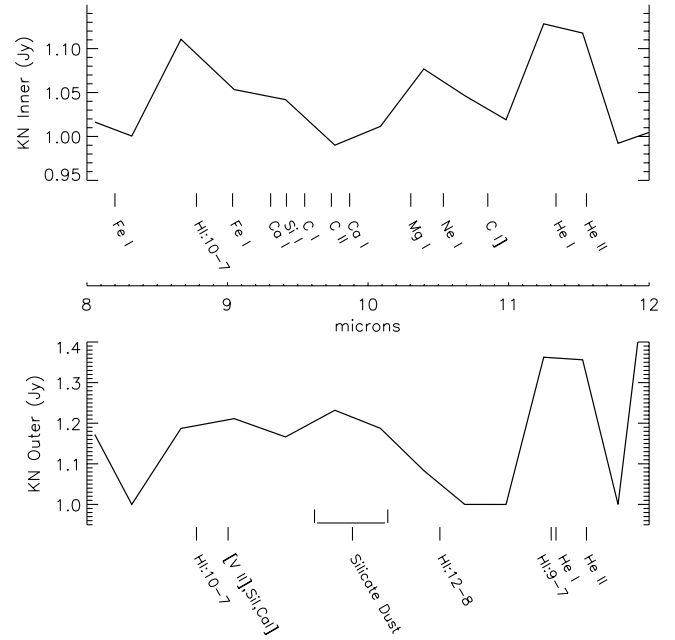 KN Inner (Jy)
1.10
1.05
1.00
0.95
Fe I
HI:10-7
Fe I
Ca I
Si I
C I
C II
Ca I
Mg I
Ne I
C I]
He I
He II
8
9
10
11
12
microns
KN Outer (Jy)
1.4
1.3
1.2
1.1
1.0
HI:10-7
[V II],SiI,CaI]
Silicate Dust
HI:12-8
HI:9-7
He I
He II